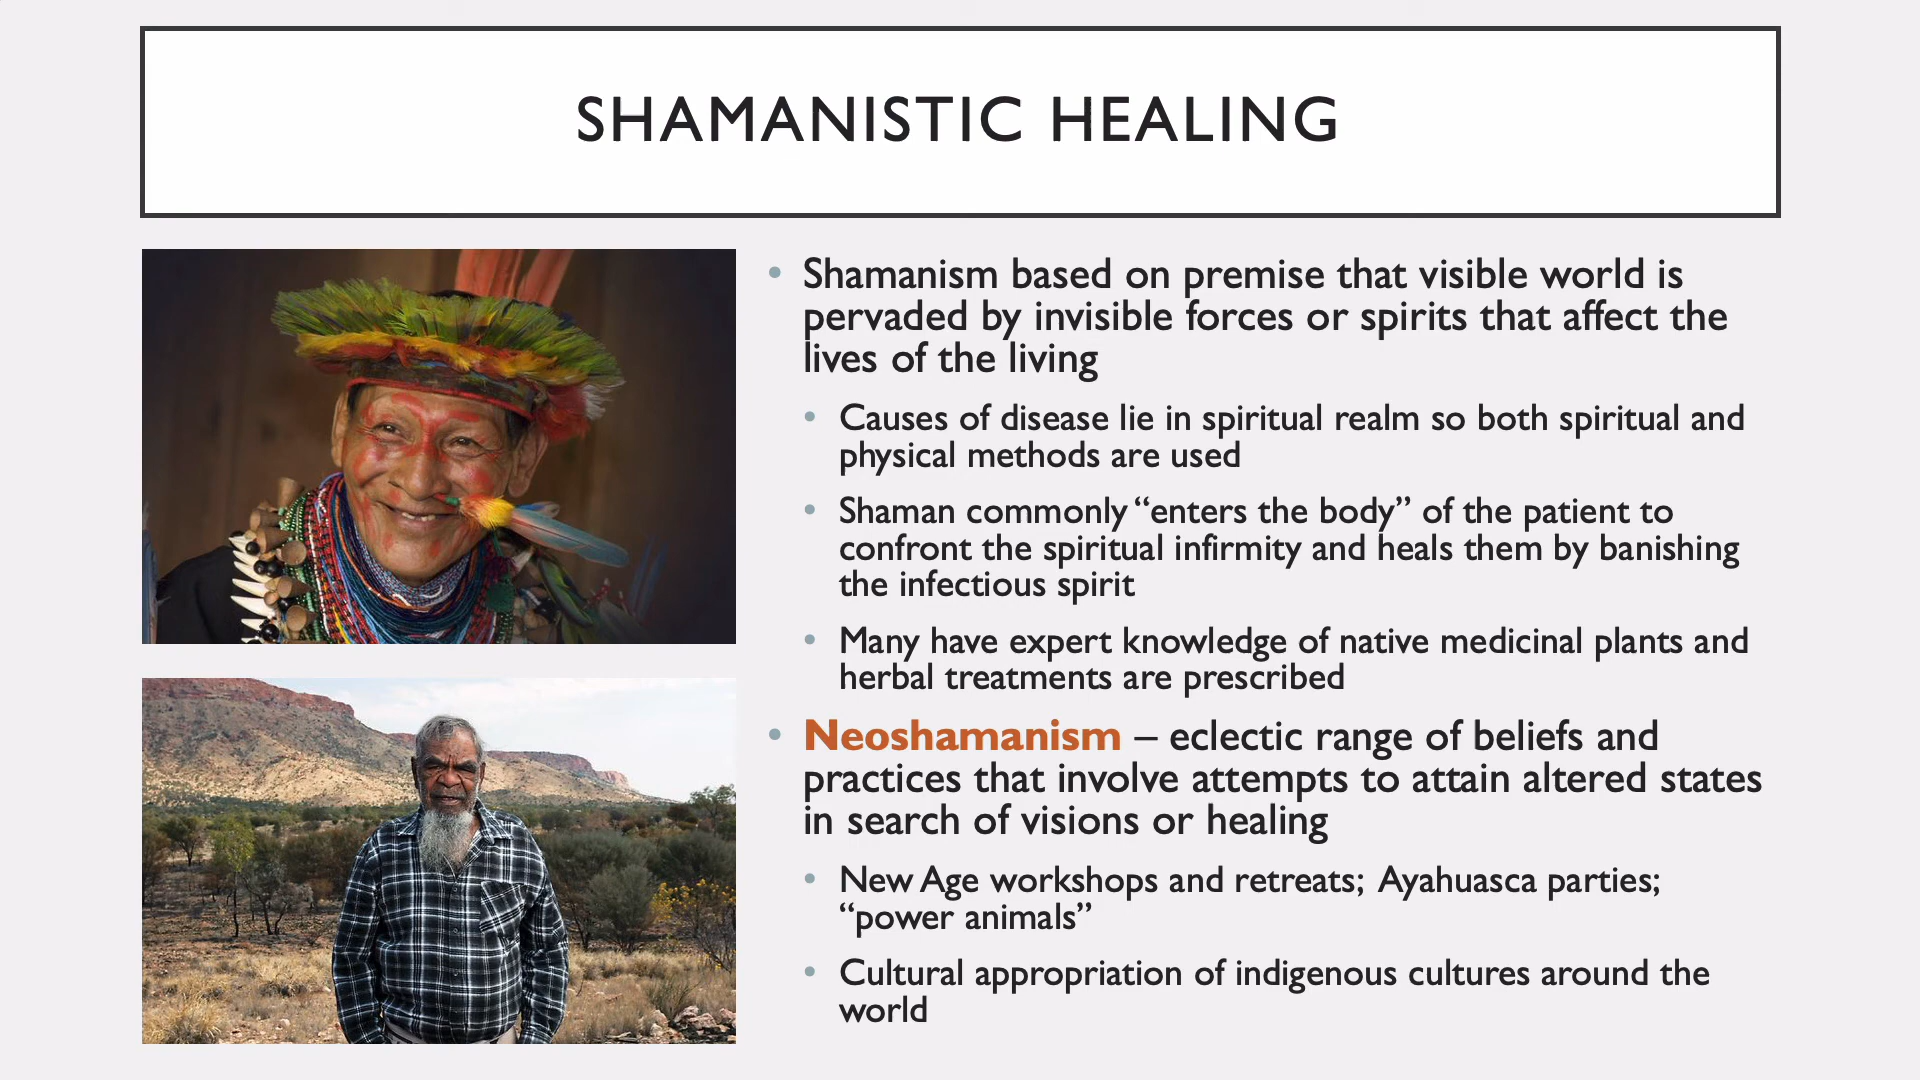 SHAMANISTIC HEALING
• Shamanism based on premise that visible world is
pervaded by invisible forces or spirits that affect the
lives of the living
• Causes of disease lie in spiritual realm so both spiritual and
physical methods are used
• Shaman commonly “enters the body” of the patient to
confront the spiritual infirmity and heals them by banishing
the infectious spirit
• Many have expert knowledge of native medicinal plants and
herbal treatments are prescribed
• Neoshamanism – eclectic range of beliefs and
practices that involve attempts to attain altered states
in search of visions or healing
• New Age workshops and retreats; Ayahuasca parties;
“power animals”
• Cultural appropriation of indigenous cultures around the
world